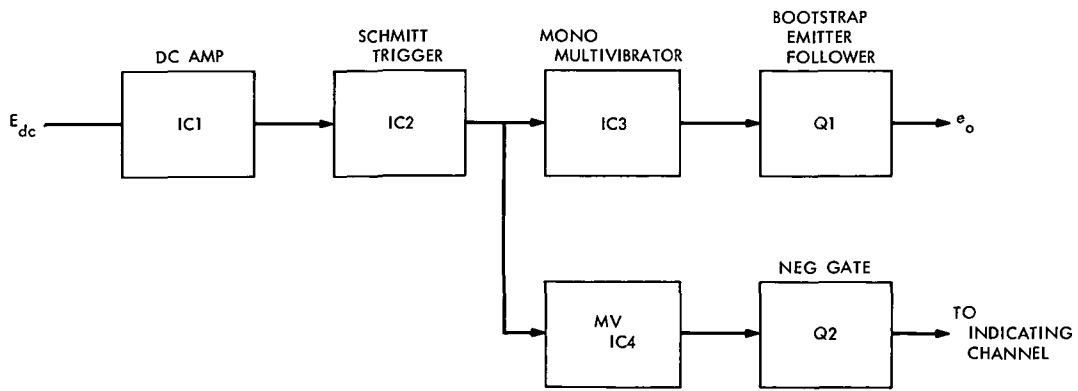 BOOTSTRAP
EMITTER
FOLLOWER
SCHMITT
TRIGGER
MONO
MULTIVIBRATOR
DC AMP
E_dc
IC1
IC2
IC3
Q1
e_o
NEG GATE
MV
IC4
Q2
TO
INDICATING
CHANNEL